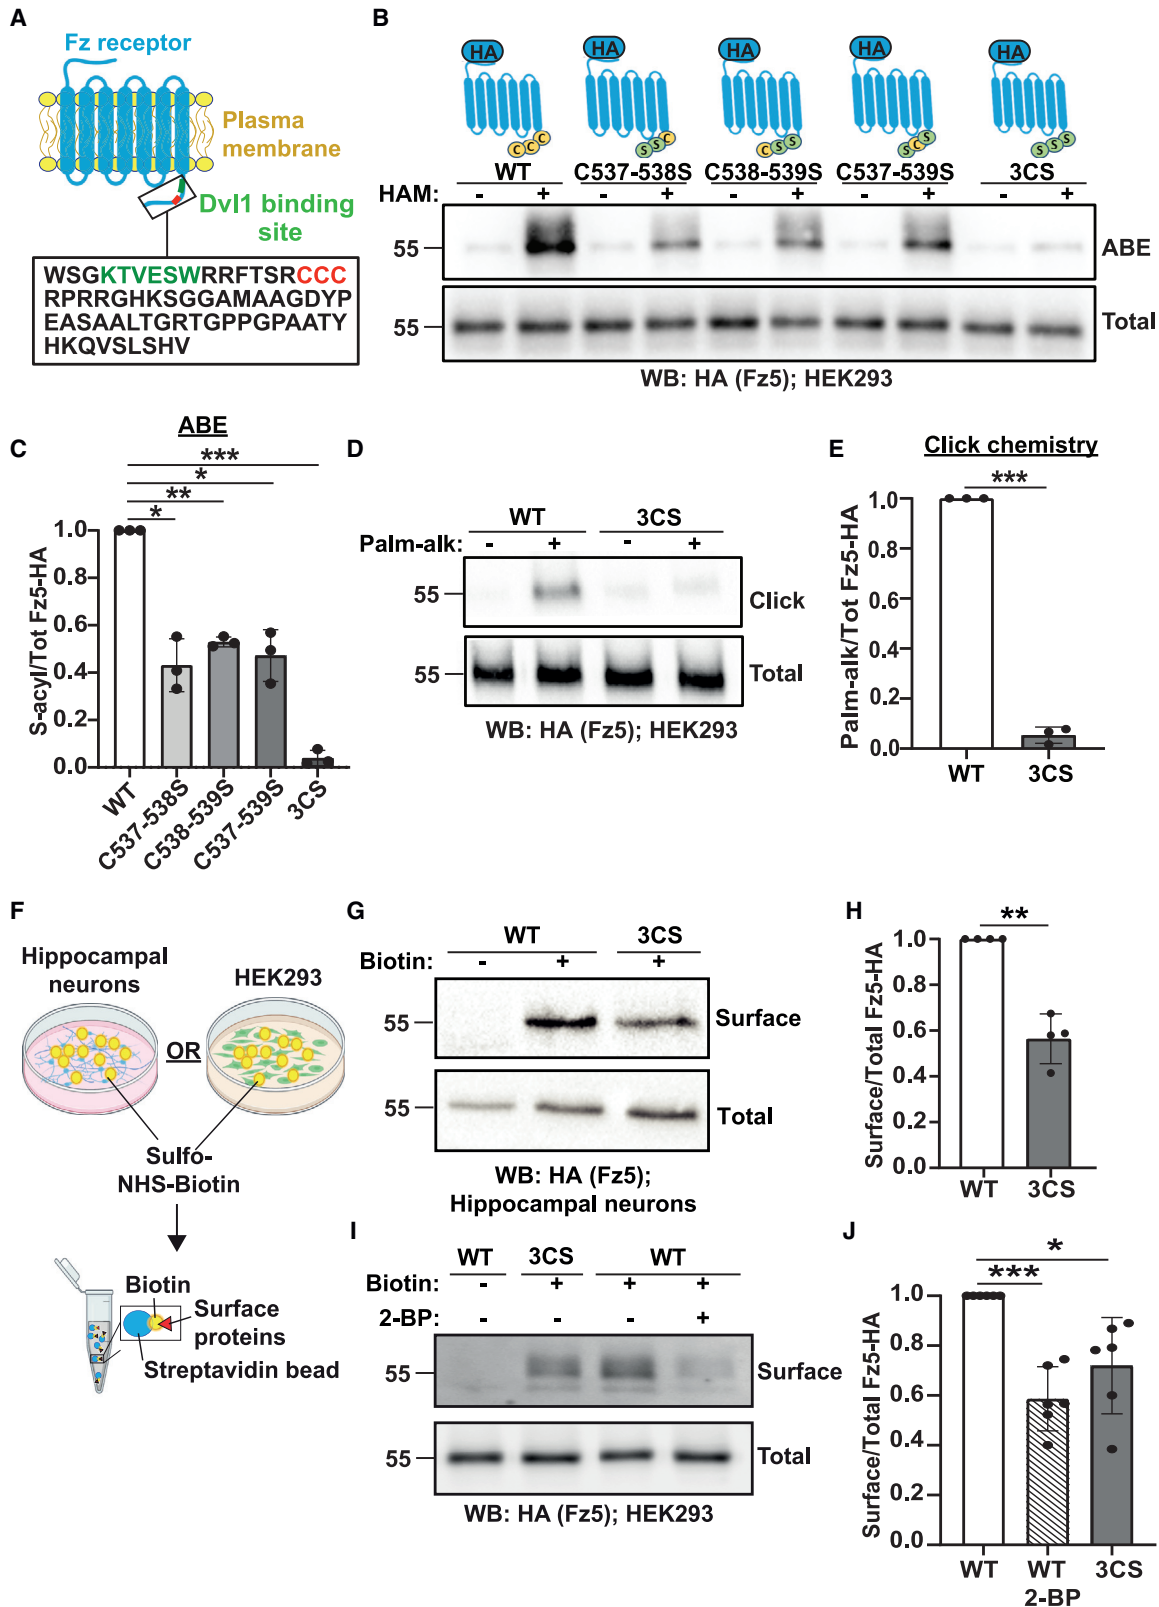 A
Fz receptor
Plasma
membrane
Dvl1 binding
site
WSGKTVESWRRFTSRCCC
RPRRGHKSGGAMAAGDYP
EASAALTGRTGPPGPAATY
HKQVSLSHV
B
HA HA HA HA HA
C C C S S C C S S S C S S S S
WT C537-538S C538-539S C537-539S 3CS
HAM: - + - + - + - + - +
55 ABE
55 Total
WB: HA (Fz5); HEK293
C
ABE
***
*
**
*
S-acyl/Tot Fz5-HA
1.0
0.8
0.6
0.4
0.2
0.0
WT C537-538S C538-539S C537-539S 3CS
D
WT 3CS
Palm-alk: - + - +
55 Click
55 Total
WB: HA (Fz5); HEK293
E
Click chemistry
***
Palm-alk/Tot Fz5-HA
1.0
0.8
0.6
0.4
0.2
0.0
WT 3CS
F
Hippocampal
neurons
HEK293
OR
Sulfo-
NHS-Biotin
Biotin
Surface
proteins
Streptavidin bead
G
WT 3CS
Biotin: - + +
55 Surface
55 Total
WB: HA (Fz5);
Hippocampal neurons
H
**
Surface/Total Fz5-HA
1.0
0.8
0.6
0.4
0.2
0.0
WT 3CS
I
WT 3CS WT
Biotin: - + + +
2-BP: - - - +
55 Surface
55 Total
WB: HA (Fz5); HEK293
J
*
***
Surface/Total Fz5-HA
1.0
0.8
0.6
0.4
0.2
0.0
WT WT 3CS
2-BP